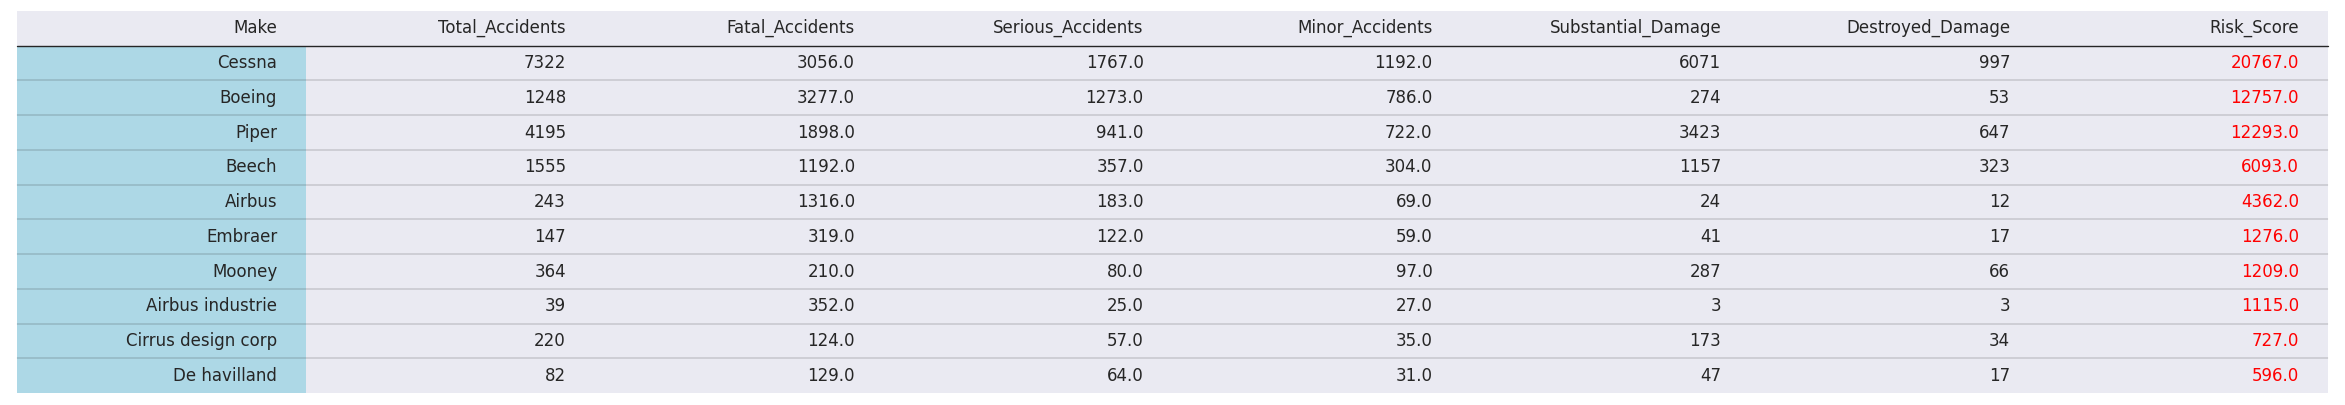 Make Total_Accidents Fatal_Accidents Serious_Accidents Minor_Accidents Substantial_Damage Destroyed_Damage Risk_Score
Cessna 7322 3056.0 1767.0 1192.0 6071 997 20767.0
Boeing 1248 3277.0 1273.0 786.0 274 53 12757.0
Piper 4195 1898.0 941.0 722.0 3423 647 12293.0
Beech 1555 1192.0 357.0 304.0 1157 323 6093.0
Airbus 243 1316.0 183.0 69.0 24 12 4362.0
Embraer 147 319.0 122.0 59.0 41 17 1276.0
Mooney 364 210.0 80.0 97.0 287 66 1209.0
Airbus industrie 39 352.0 25.0 27.0 3 3 1115.0
Cirrus design corp 220 124.0 57.0 35.0 173 34 727.0
De havilland 82 129.0 64.0 31.0 47 17 596.0